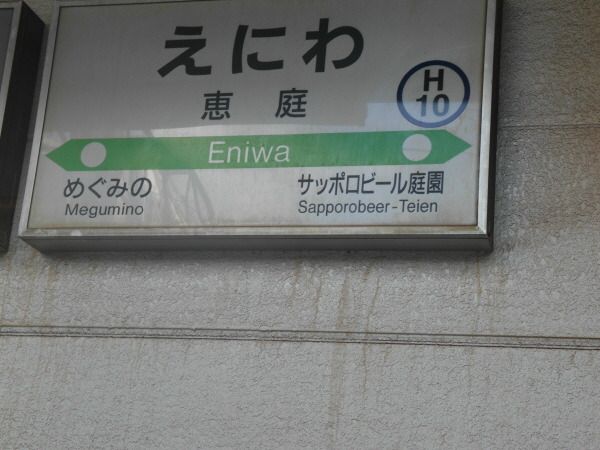 えにわ
恵庭
H
10
Eniwa
めぐみの
Megumino
サッポロビール庭園
Sapporobeer-Teien